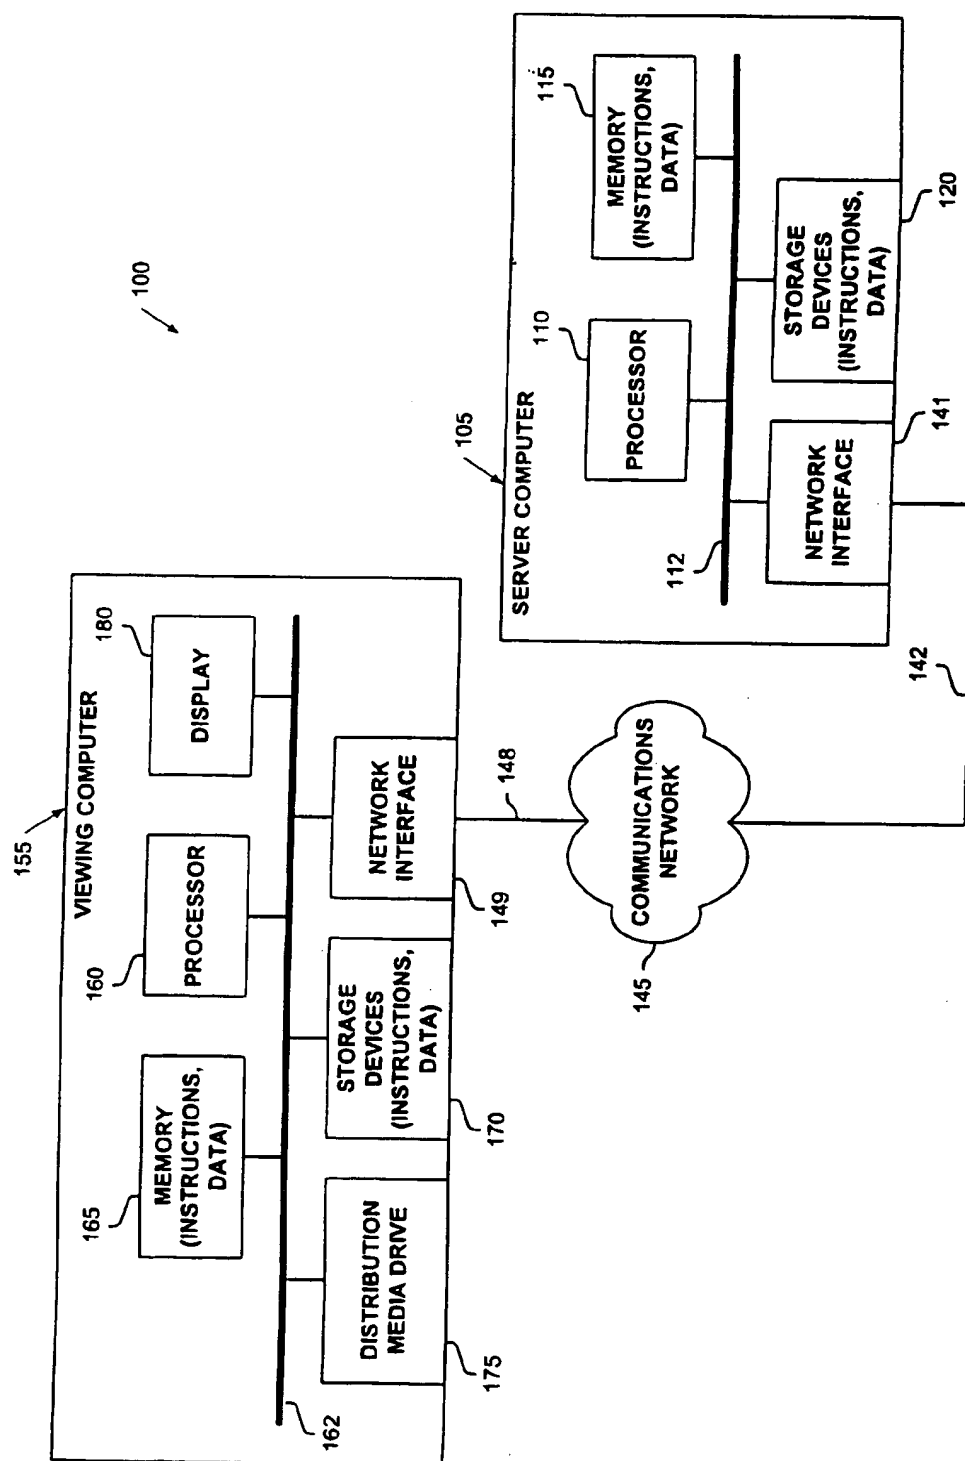 100
155
VIEWING COMPUTER
165
MEMORY
(INSTRUCTIONS,
DATA)
160
PROCESSOR
180
DISPLAY
162
DISTRIBUTION
MEDIA DRIVE
175
STORAGE
DEVICES
(INSTRUCTIONS,
DATA)
170
NETWORK
INTERFACE
149
148
COMMUNICATIONS
NETWORK
145
142
105
SERVER COMPUTER
110
PROCESSOR
115
MEMORY
(INSTRUCTIONS,
DATA)
112
NETWORK
INTERFACE
141
STORAGE
DEVICES
(INSTRUCTIONS,
DATA)
120